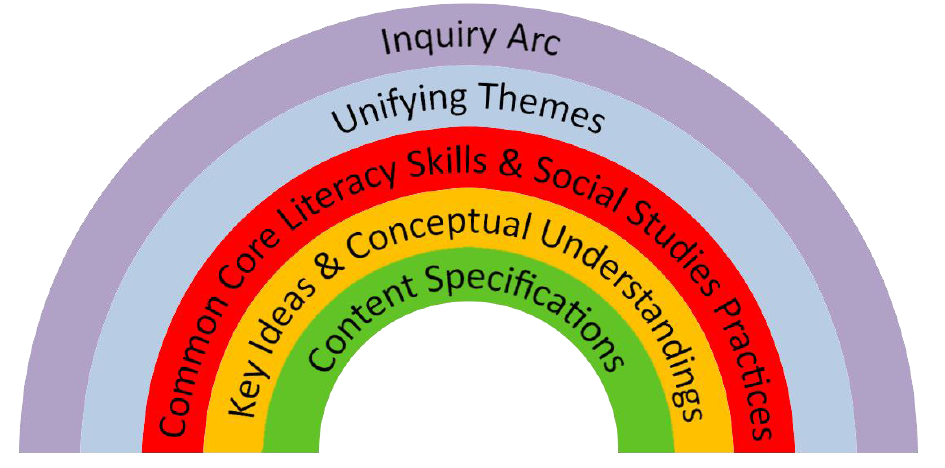 Inquiry Arc
Unifying Themes
Common Core Literacy Skills & Social Studies Practices
Key Ideas & Conceptual Understandings
Content Specifications